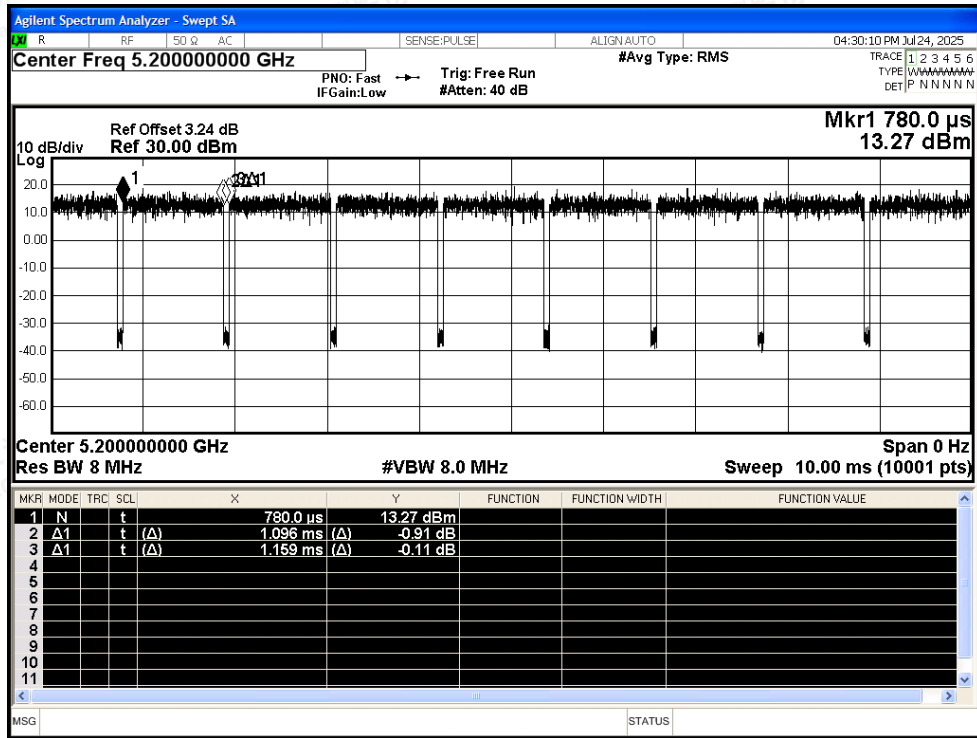 Agilent Spectrum Analyzer - Swept SA
LXI R RF 50 Ω AC SENSE:PULSE ALIGN AUTO 04:30:10 PM Jul 24, 2025
Center Freq 5.200000000 GHz
PNO: Fast
IFGain:Low
Trig: Free Run
#Atten: 40 dB
#Avg Type: RMS
TRACE 1 2 3 4 5 6
TYPE WWWWWW
DET P N N N N N
Mkr1 780.0 µs
13.27 dBm
Ref Offset 3.24 dB
10 dB/div Ref 30.00 dBm
Log
1
3Δ1
20.0
10.0
0.00
-10.0
-20.0
-30.0
-40.0
-50.0
-60.0
Center 5.200000000 GHz Span 0 Hz
Res BW 8 MHz #VBW 8.0 MHz Sweep 10.00 ms (10001 pts)
MKR MODE TRC SCL X Y FUNCTION FUNCTION WIDTH FUNCTION VALUE
1 N t 780.0 µs 13.27 dBm
2 Δ1 t (Δ) 1.096 ms (Δ) -0.91 dB
3 Δ1 t (Δ) 1.159 ms (Δ) -0.11 dB
4
5
6
7
8
9
10
11
MSG STATUS